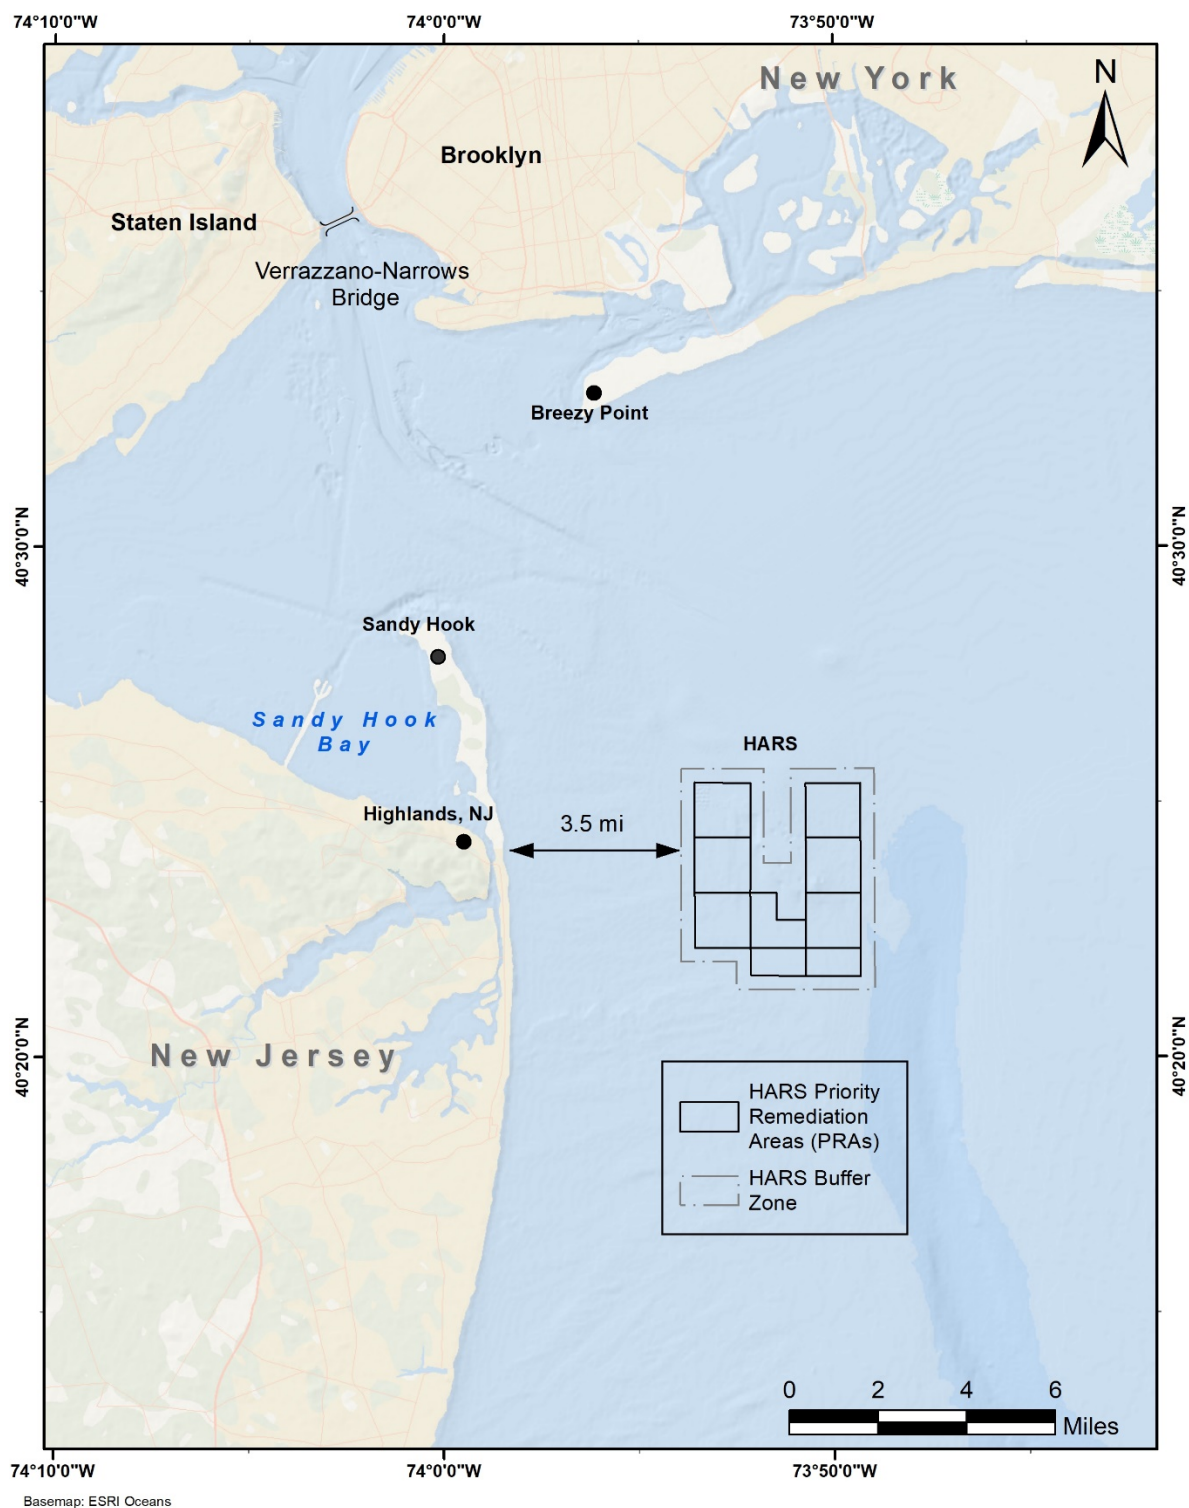 74°10'0"W 74°0'0"W 73°50'0"W
New York
N
Brooklyn
Staten Island
Verrazzano-Narrows
Bridge
Breezy Point
40°30'0"N 40°30'0"N
Sandy Hook
Sandy Hook
Bay
HARS
Highlands, NJ
3.5 mi
40°20'0"N 40°20'0"N
New Jersey
HARS Priority
Remediation
Areas (PRAs)
HARS Buffer
Zone
0 2 4 6
Miles
74°10'0"W 74°0'0"W 73°50'0"W
Basemap: ESRI Oceans